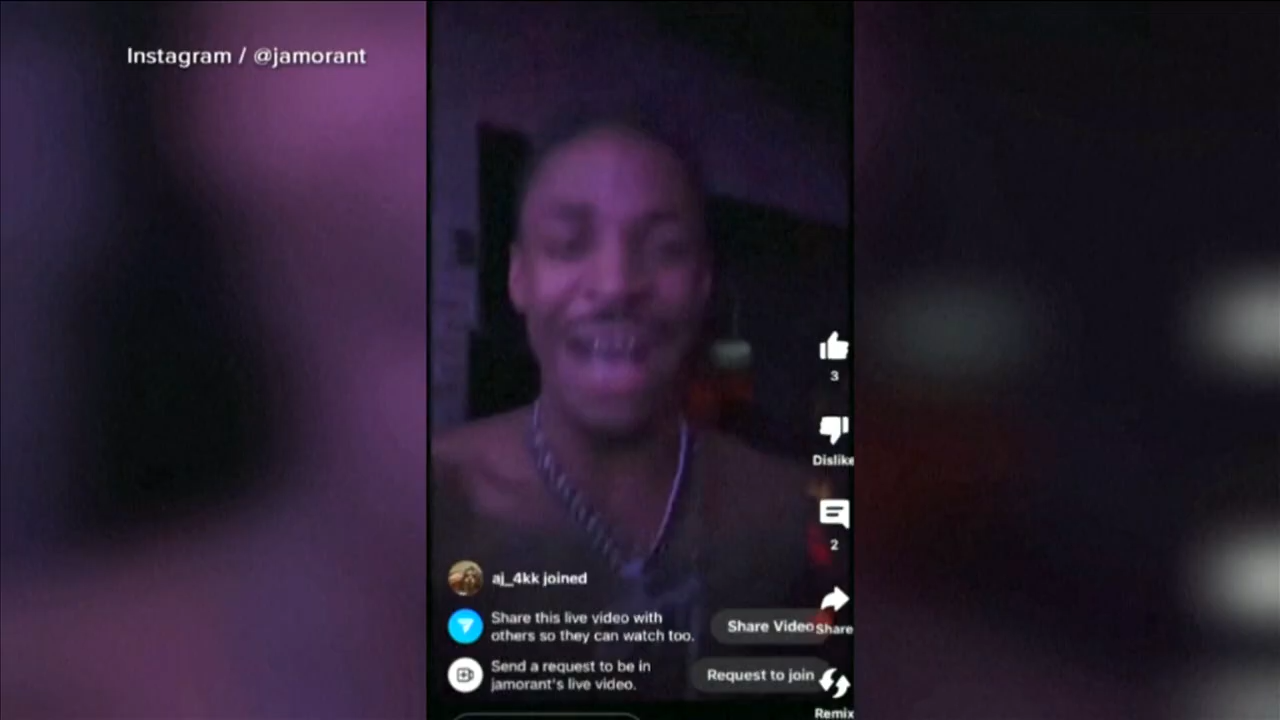 Instagram / @jamorant
3
Dislike
2
aj_4kk joined
Share this live video with
others so they can watch too.
Share Video
Share
Send a request to be in
jamorant's live video.
Request to join
Remix